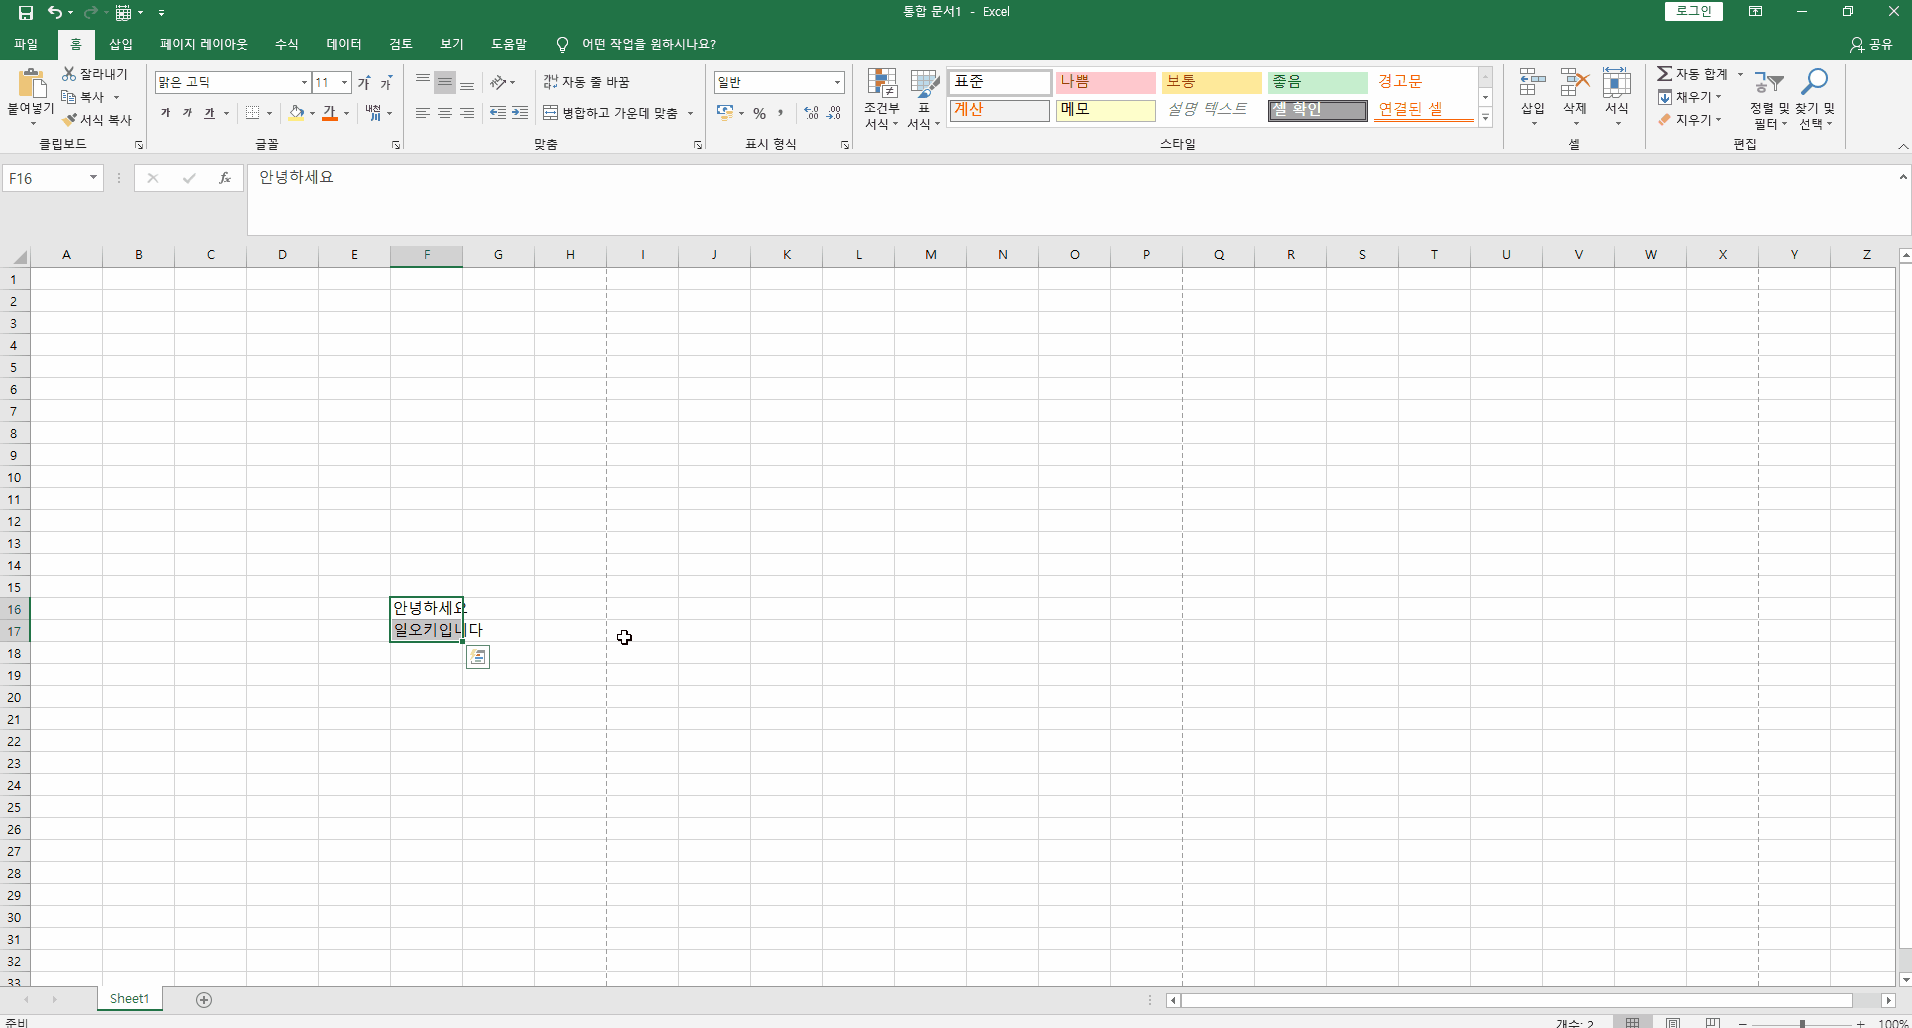 통합 문서1 - Excel
로그인
파일 홈 삽입 페이지 레이아웃 수식 데이터 검토 보기 도움말 어떤 작업을 원하시나요? 공유
붙여넣기
잘라내기
복사
서식 복사
클립보드
맑은 고딕 11 가 가
가 가 가 가 내천 川
글꼴
자동 줄 바꿈
병합하고 가운데 맞춤
맞춤
일반
% ,
표시 형식
조건부 서식
표 서식
표준 나쁨 보통 좋음 경고문
계산 메모 설명 텍스트 셀 확인 연결된 셀
스타일
삽입 삭제 서식
셀
자동 합계
채우기
지우기
정렬 및 필터
찾기 및 선택
편집
F16 fx 안녕하세요
A B C D E F G H I J K L M N O P Q R S T U V W X Y Z
1
2
3
4
5
6
7
8
9
10
11
12
13
14
15
16 안녕하세요
17 일오키입니다
18
19
20
21
22
23
24
25
26
27
28
29
30
31
32
33
Sheet1
준비 개수: 2 100%